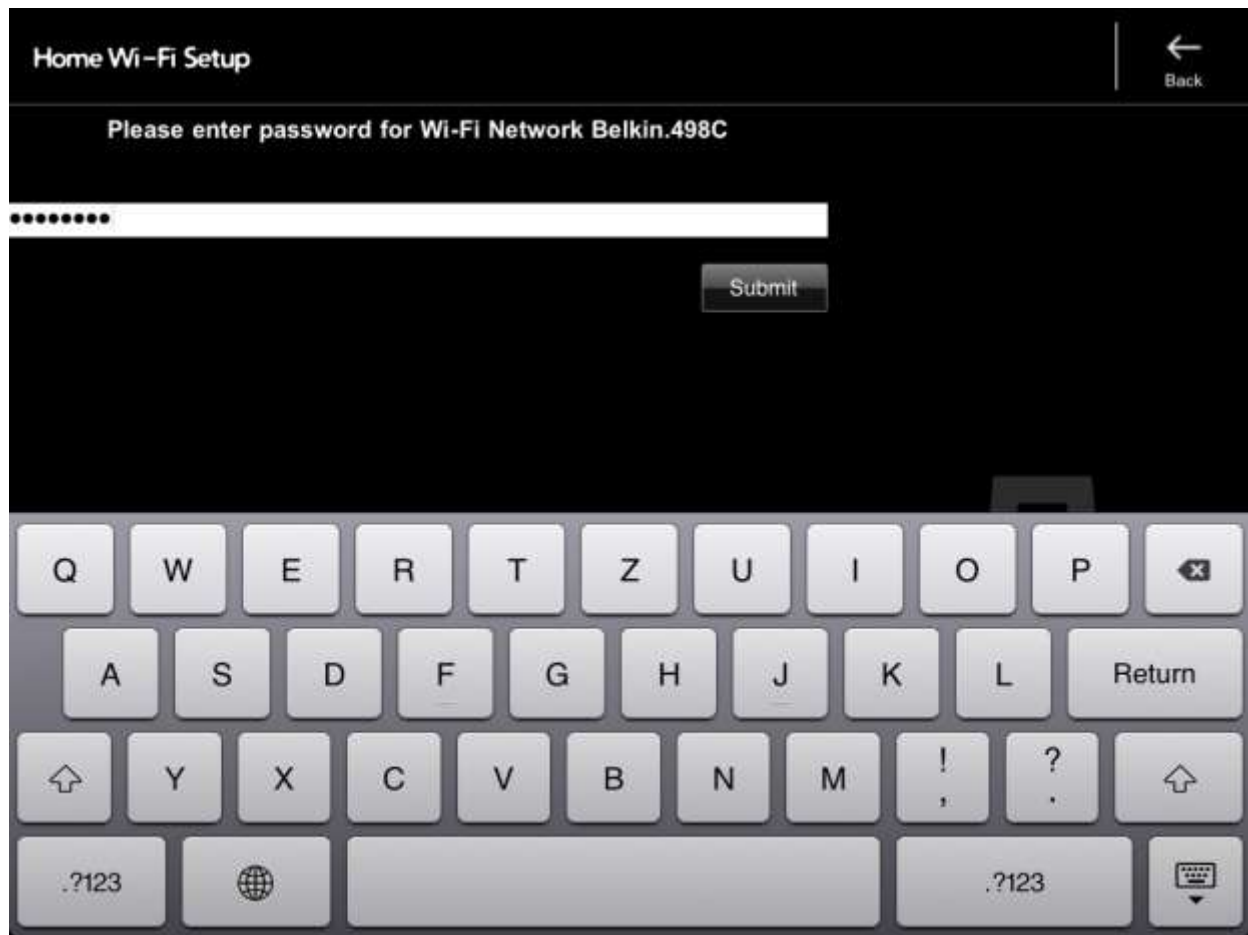 Home Wi-Fi Setup
Back
Please enter password for Wi-Fi Network Belkin.498C
••••••••
Submit
Q W E R T Z U I O P
A S D F G H J K L Return
Y X C V B N M ! , ? .
.?123 .?123